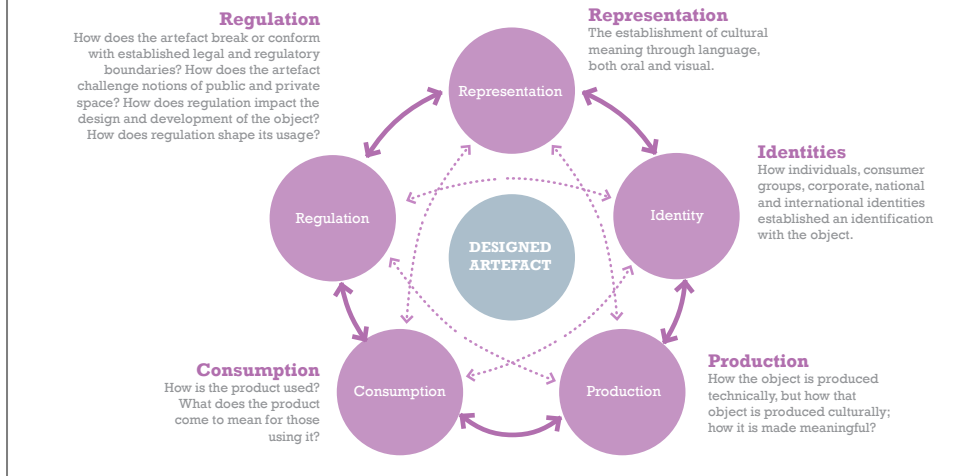 Regulation
How does the artefact break or conform
with established legal and regulatory
boundaries? How does the artefact
challenge notions of public and private
space? How does regulation impact the
design and development of the object?
How does regulation shape its usage?
Representation
The establishment of cultural
meaning through language,
both oral and visual.
Representation
Identities
How individuals, consumer
groups, corporate, national
and international identities
established an identification
with the object.
Regulation
Identity
DESIGNED
ARTEFACT
Consumption
How is the product used?
What does the product
come to mean for those
using it?
Consumption
Production
Production
How the object is produced
technically, but how that
object is produced culturally;
how it is made meaningful?